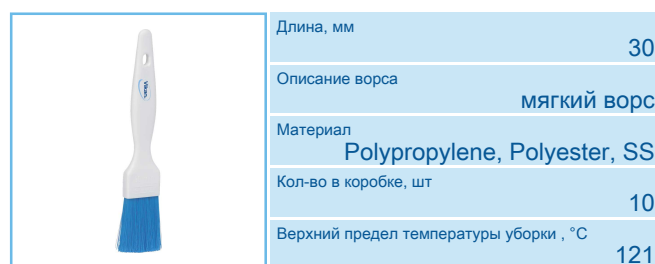 Vikan
Длина, мм
30
Описание ворса
мягкий ворс
Материал
Polypropylene, Polyester, SS
Кол-во в коробке, шт
10
Верхний предел температуры уборки , °C
121